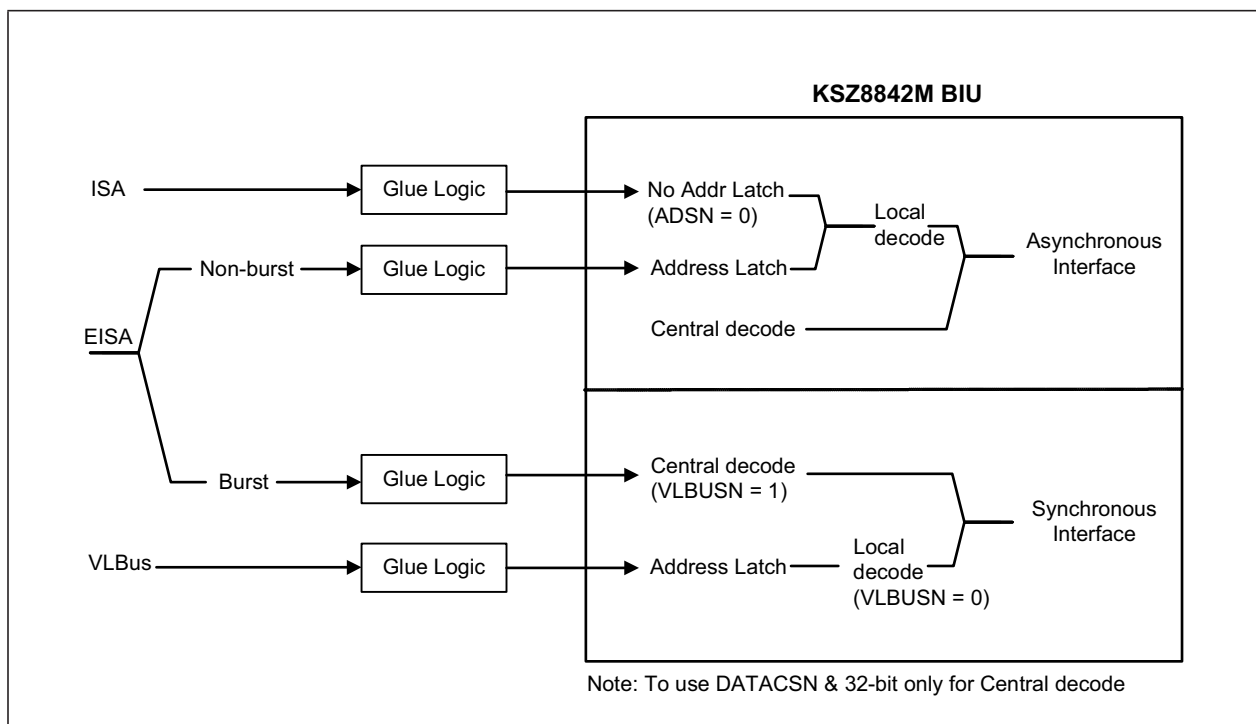 KSZ8842M BIU
ISA
Glue Logic
No Addr Latch
(ADSN = 0)
Local
decode
Asynchronous
Interface
EISA
Non-burst
Glue Logic
Address Latch
Central decode
Burst
Glue Logic
Central decode
(VLBUSN = 1)
Synchronous
Interface
VLBus
Glue Logic
Address Latch
Local
decode
(VLBUSN = 0)
Note: To use DATACSN & 32-bit only for Central decode